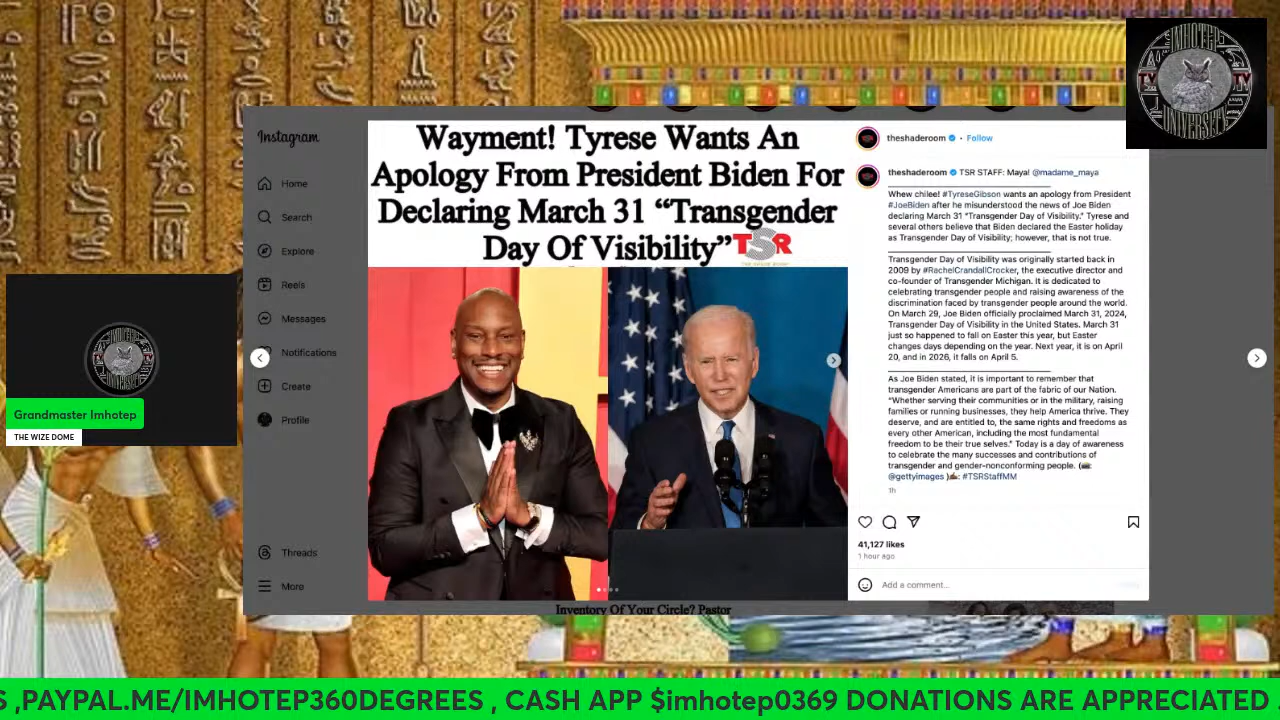 IMHOTEP
TV
TV
UNIVERSEE
Instagram
Home
Search
Explore
Reels
Messages
Notifications
Create
Profile
Threads
More
Wayment! Tyrese Wants An
Apology From President Biden For
Declaring March 31 “Transgender
Day Of Visibility”
TSR
theshaderoom • Follow
theshaderoom TSR STAFF: Maya! @madame_maya
Whew chilee! #TyreseGibson wants an apology from President
#JoeBiden after he misunderstood the news of Joe Biden
declaring March 31 "Transgender Day of Visibility." Tyrese and
several others believe that Biden declared the Easter holiday
as Transgender Day of Visibility; however, that is not true.
Transgender Day of Visibility was originally started back in
2009 by #RachelCrandallCrocker, the executive director and
co-founder of Transgender Michigan. It is dedicated to
celebrating transgender people and raising awareness of the
discrimination faced by transgender people around the world.
On March 29, Joe Biden officially proclaimed March 31, 2024,
Transgender Day of Visibility in the United States. March 31
just so happened to fall on Easter this year, but Easter
changes days depending on the year. Next year, it is on April
20, and in 2026, it falls on April 5.
As Joe Biden stated, it is important to remember that
transgender Americans are part of the fabric of our Nation.
"Whether serving their communities or in the military, raising
families or running businesses, they help America thrive. They
deserve, and are entitled to, the same rights and freedoms as
every other American, including the most fundamental
freedom to be their true selves." Today is a day of awareness
to celebrate the many successes and contributions of
transgender and gender-nonconforming people. (📷:
@gettyimages )✍🏾: #TSRStaffMM
1h
41,127 likes
1 hour ago
Add a comment...
Inventory Of Your Circle? Pastor
Grandmaster Imhotep
THE WIZE DOME
S ,PAYPAL.ME/IMHOTEP360DEGREES , CASH APP $imhotep0369 DONATIONS ARE APPRECIATED